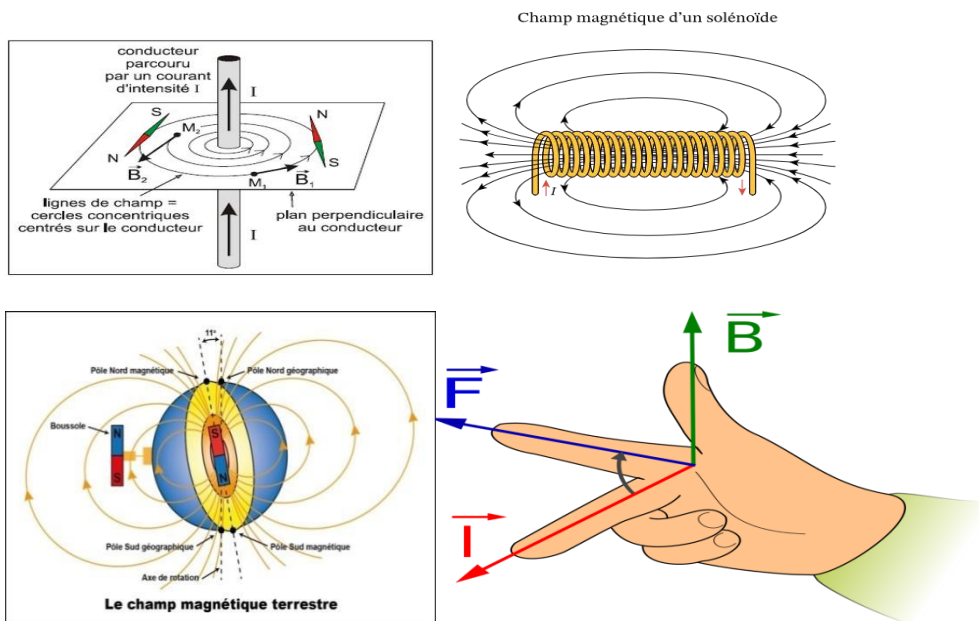 Champ magnétique d'un solénoïde
conducteur
parcouru
par un courant
d'intensité I
I
S
M₂
N
B₂
M₁
B₁
S
lignes de champ =
cercles concentriques
centrés sur le conducteur
I
plan perpendiculaire
au conducteur
I
11°
Pôle Nord magnétique
Pôle Nord géographique
Boussole
N
S
S
N
Pôle Sud géographique
Pôle Sud magnétique
Axe de rotation
Le champ magnétique terrestre
B
F
I